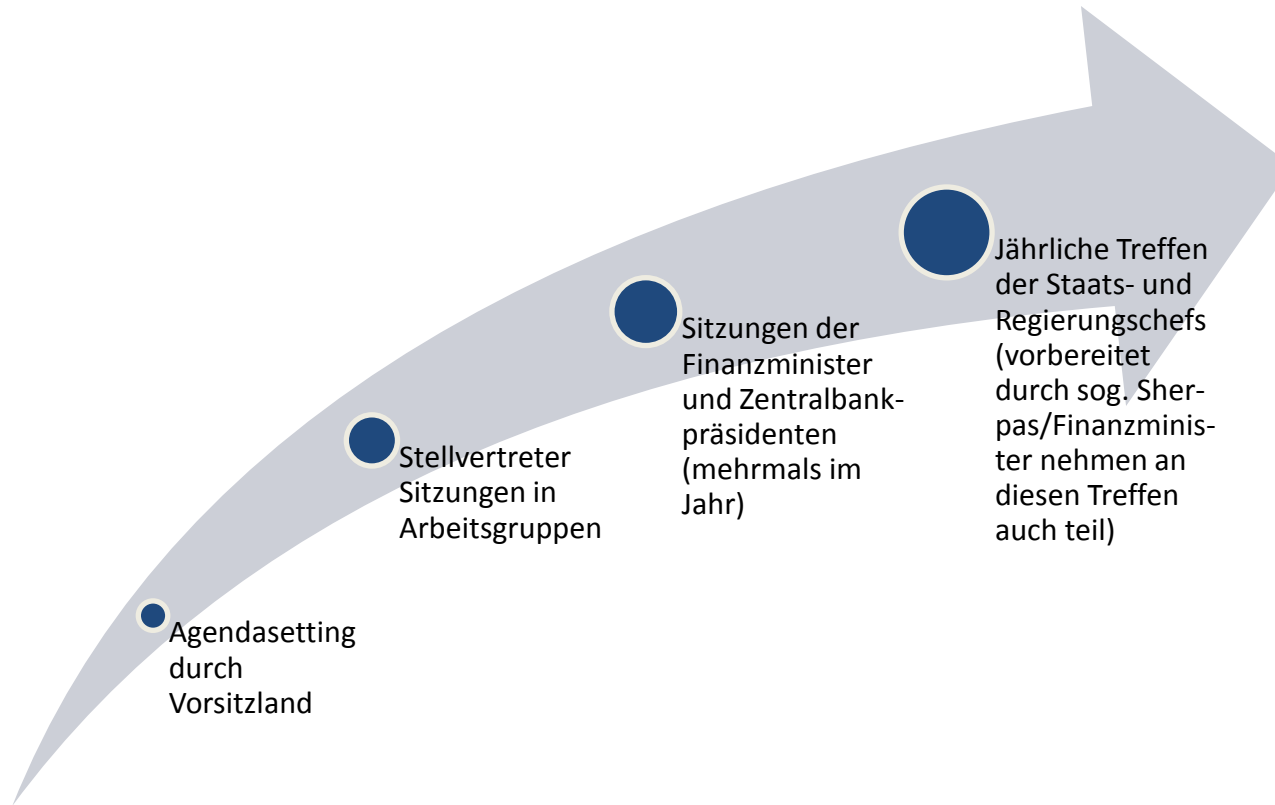 Agendasetting
durch
Vorsitzland
Stellvertreter
Sitzungen in
Arbeitsgruppen
Sitzungen der
Finanzminister
und Zentralbank-
präsidenten
(mehrmals im
Jahr)
Jährliche Treffen
der Staats- und
Regierungschefs
(vorbereitet
durch sog. Sher-
pas/Finanzminis-
ter nehmen an
diesen Treffen
auch teil)